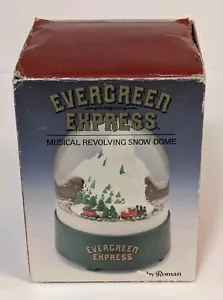 EVERGREEN
EXPRESS
MUSICAL REVOLVING SNOW DOME
EVERGREEN
EXPRESS
by Roman